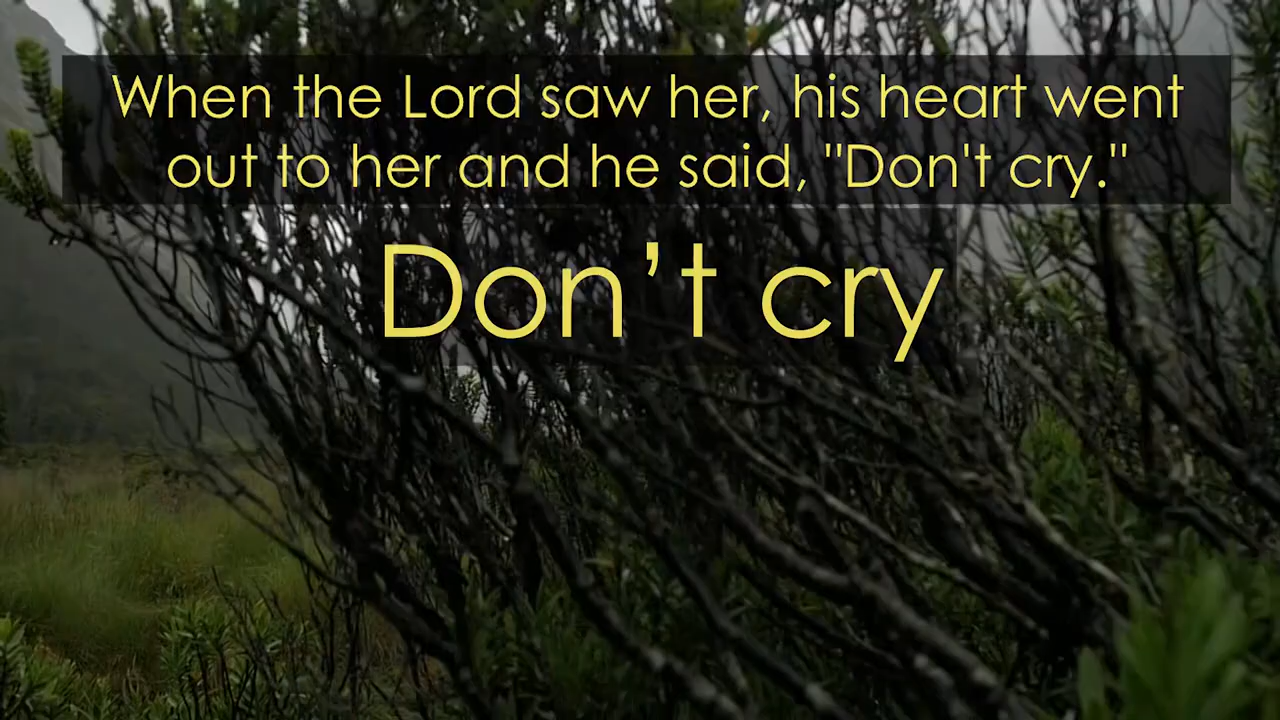 When the Lord saw her, his heart went
out to her and he said, "Don't cry."
Don’t cry